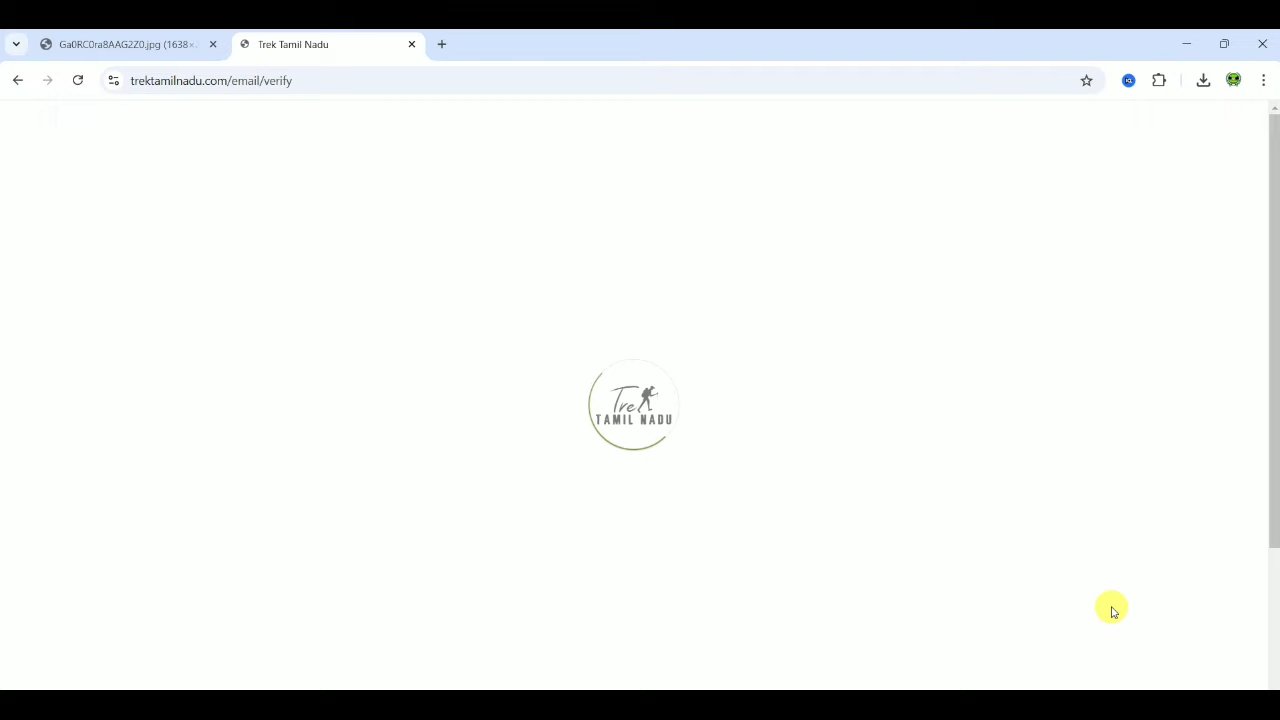 Ga0RC0ra8AAG2Z0.jpg (1638×
Trek Tamil Nadu
trektamilnadu.com/email/verify
Trek
TAMIL NADU